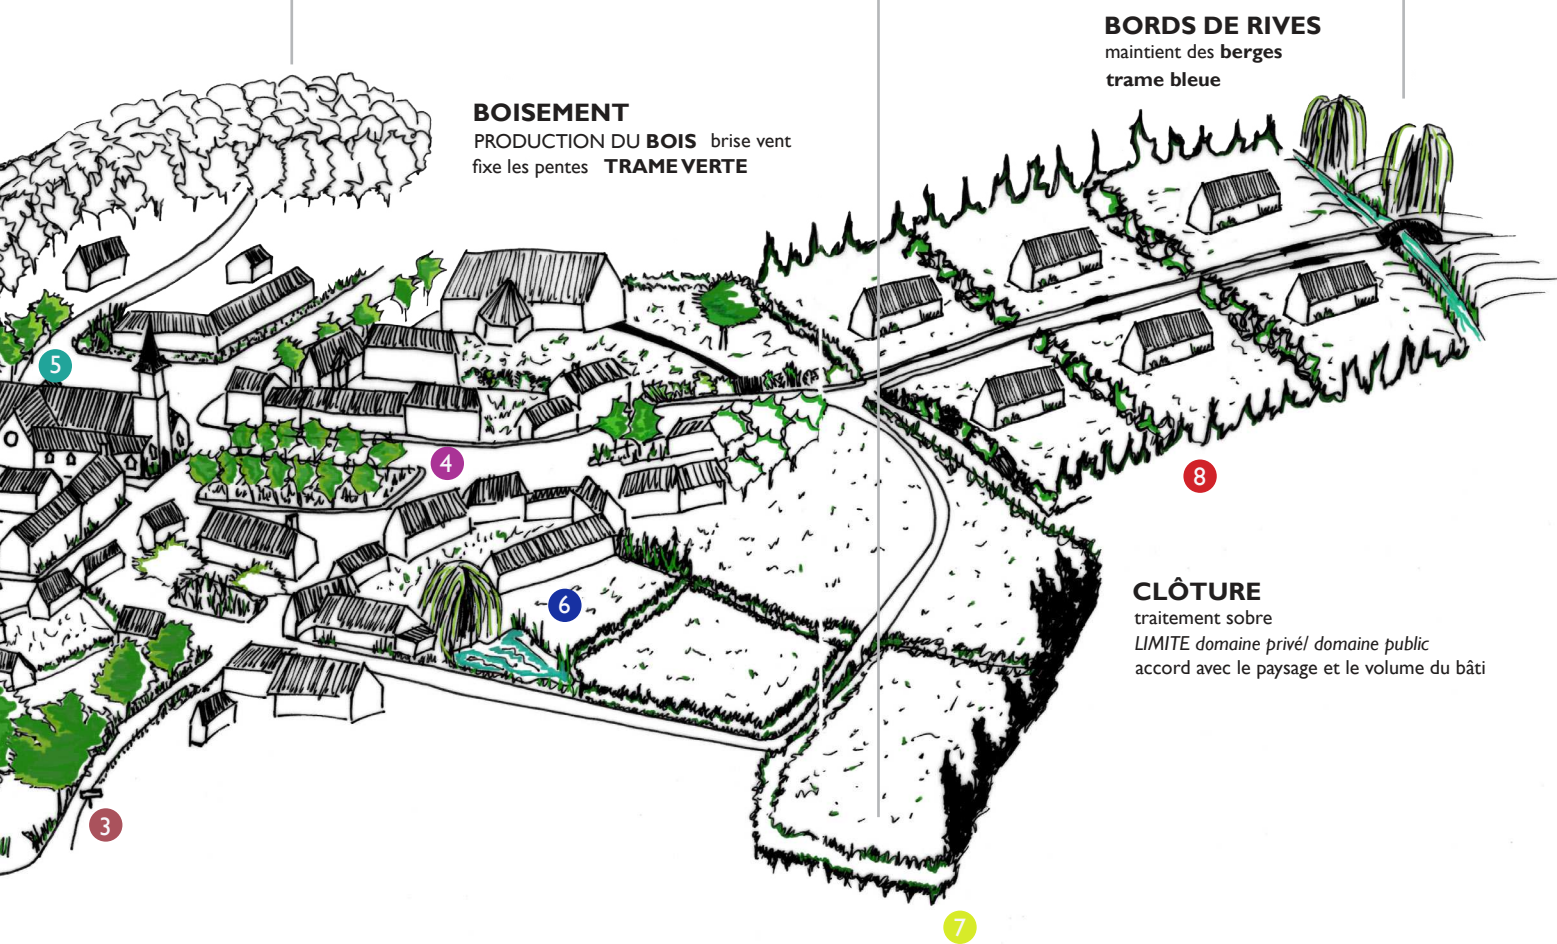 BORDS DE RIVES
maintient des berges
trame bleue
BOISEMENT
PRODUCTION DU BOIS brise vent
fixe les pentes TRAME VERTE
5
4
8
6
CLÔTURE
traitement sobre
LIMITE domaine privé/ domaine public
accord avec le paysage et le volume du bâti
3
7